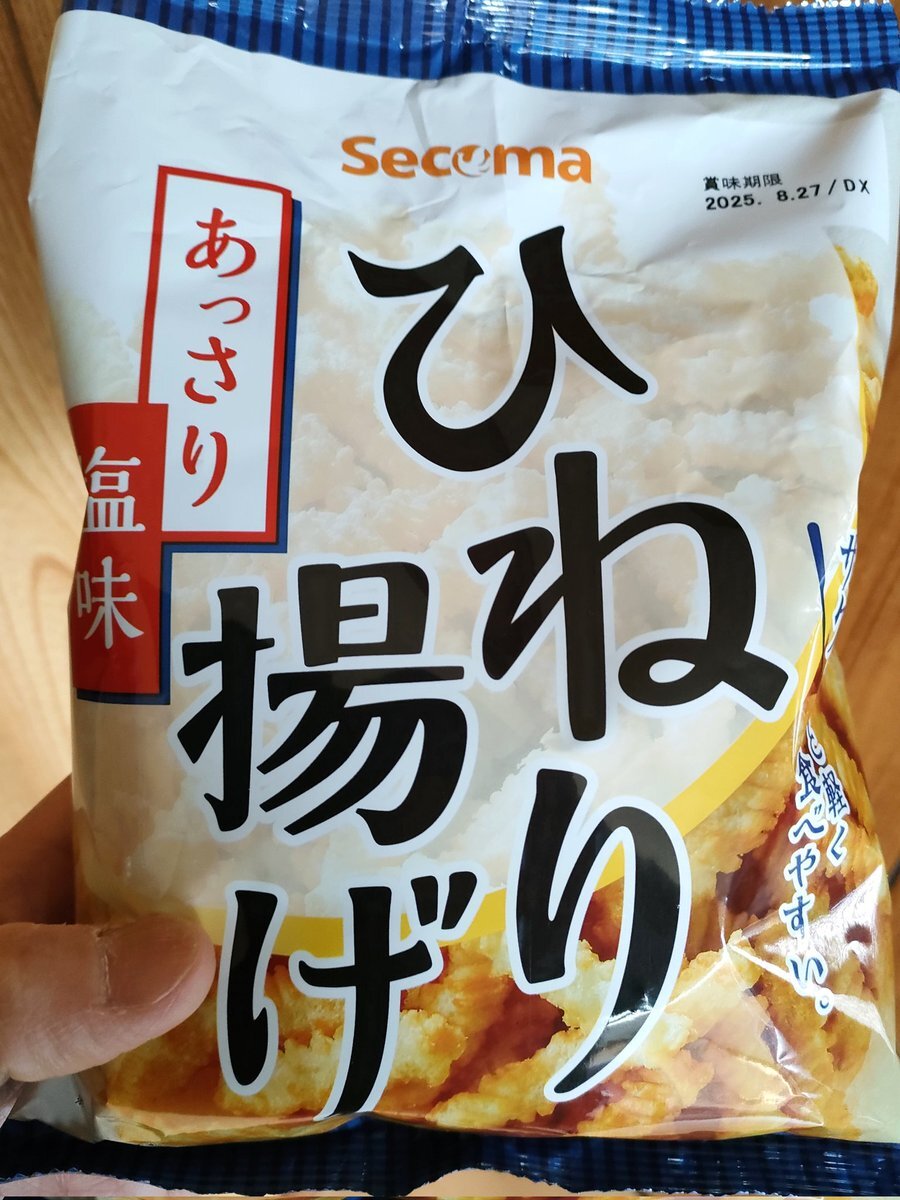 Secoma
賞味期限
2025. 8.27/DX
あっさり
塩味
ひねり
揚げ
軽く
食べやすい。